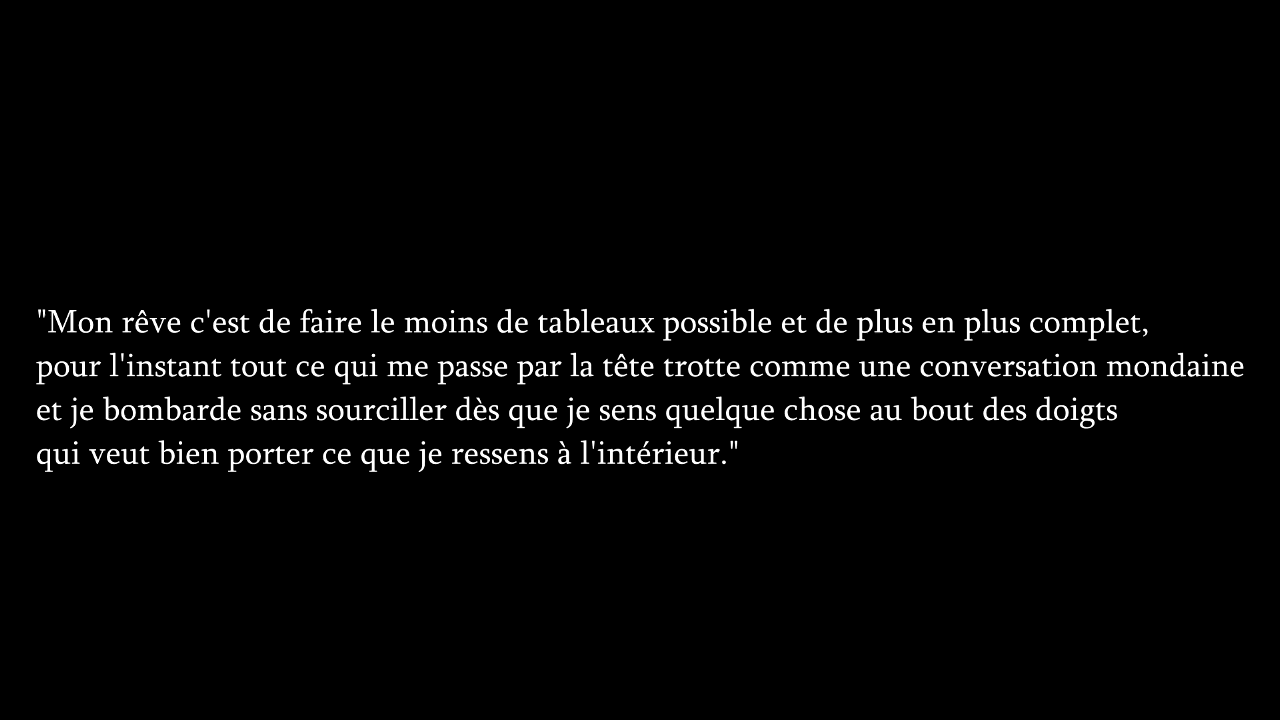 "Mon rêve c'est de faire le moins de tableaux possible et de plus en plus complet,
pour l'instant tout ce qui me passe par la tête trotte comme une conversation mondaine
et je bombarde sans sourciller dès que je sens quelque chose au bout des doigts
qui veut bien porter ce que je ressens à l'intérieur."